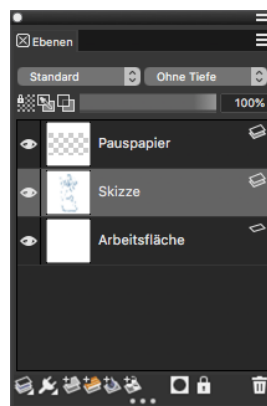 Ebenen
Standard Ohne Tiefe
100%
Pauspapier
Skizze
Arbeitsfläche